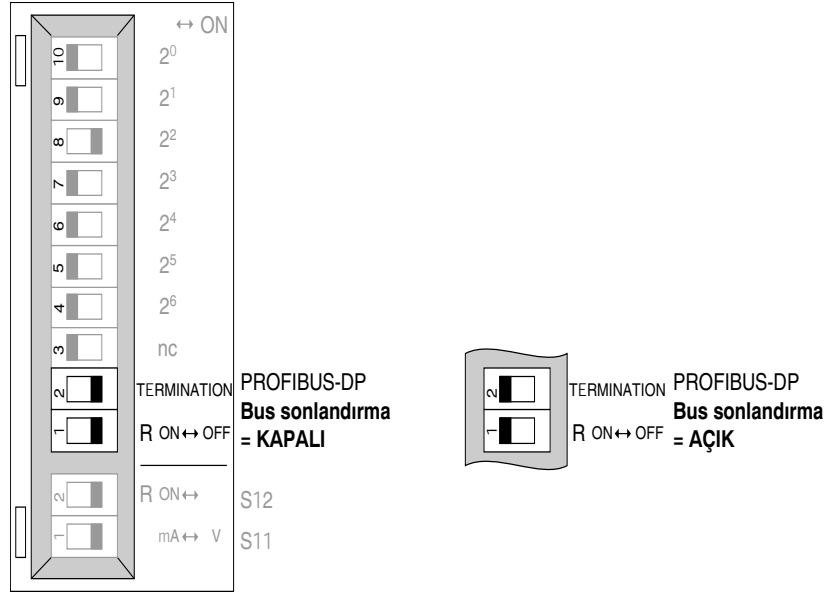 ↔ ON
10 2⁰
9 2¹
8 2²
7 2³
6 2⁴
5 2⁵
4 2⁶
3 nc
2 TERMINATION PROFIBUS-DP
Bus sonlandırma
1 R ON↔OFF = KAPALI
2 R ON↔ S12
1 mA↔ V S11
2 TERMINATION PROFIBUS-DP
Bus sonlandırma
1 R ON↔OFF = AÇIK